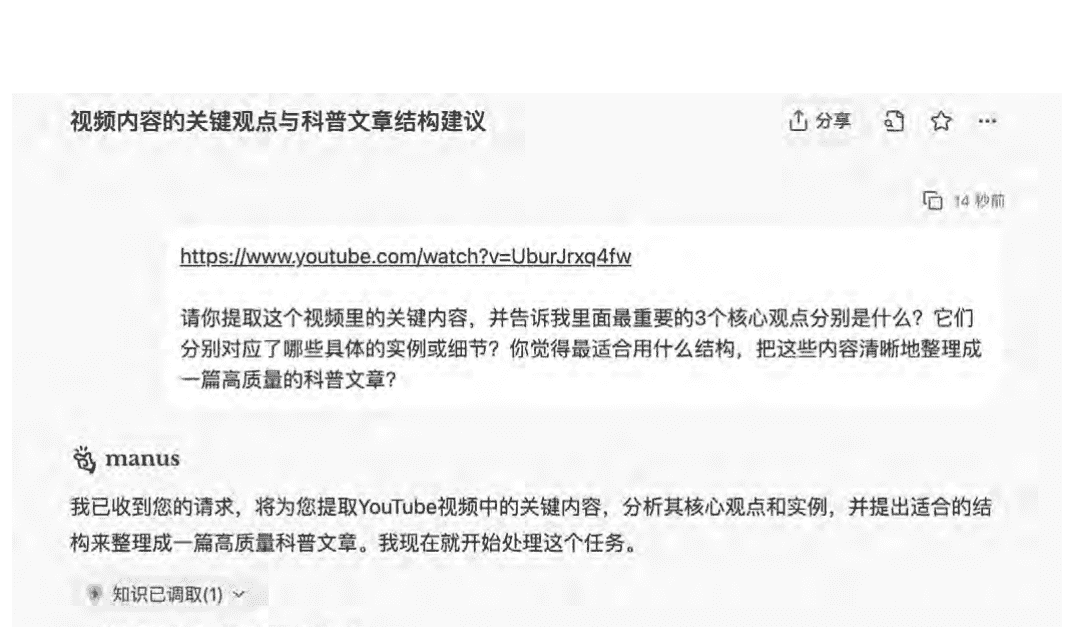 视频内容的关键观点与科普文章结构建议
分享
14 秒前
https://www.youtube.com/watch?v=UburJrxq4fw
请你提取这个视频里的关键内容，并告诉我里面最重要的3个核心观点分别是什么？它们
分别对应了哪些具体的实例或细节？你觉得最适合用什么结构，把这些内容清晰地整理成
一篇高质量的科普文章？
manus
我已收到您的请求，将为您提取YouTube视频中的关键内容，分析其核心观点和实例，并提出适合的结
构来整理成一篇高质量科普文章。我现在就开始处理这个任务。
知识已调取(1)